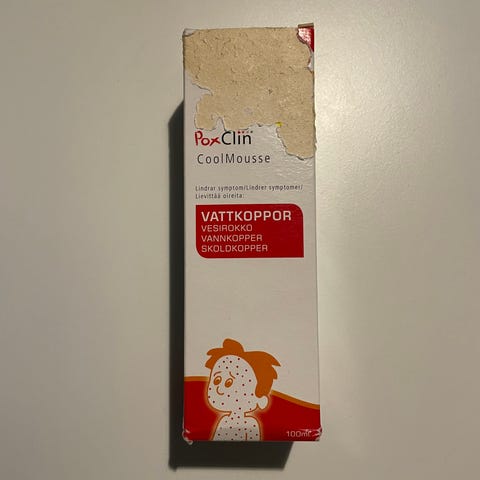 PoxClin®
CoolMousse
Lindrar symptom/Lindrer symptomer/
Lievittää oireita:
VATTKOPPOR
VESIROKKO
VANNKOPPER
SKOLDKOPPER
100ml